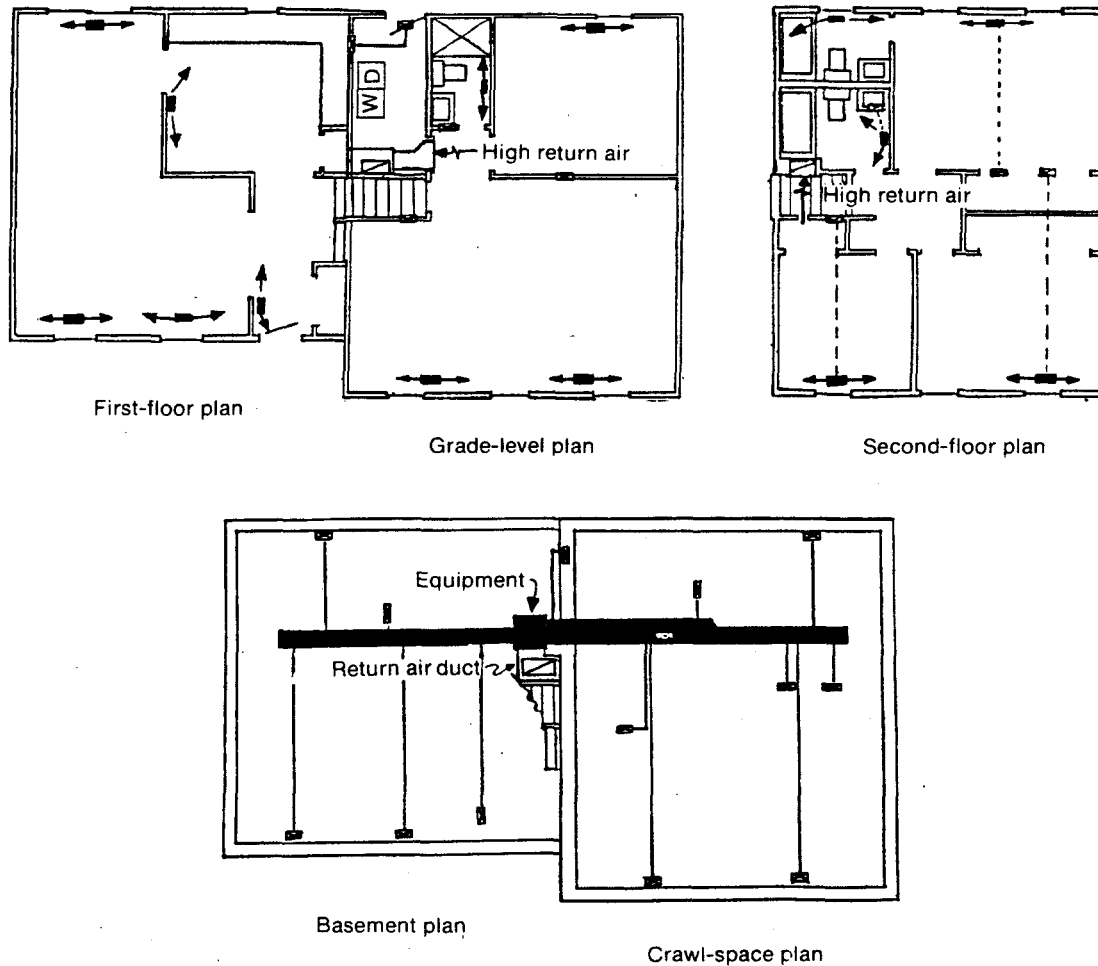 W D
High return air
High return air
First-floor plan
Grade-level plan
Second-floor plan
Equipment
Return air duct
Basement plan
Crawl-space plan